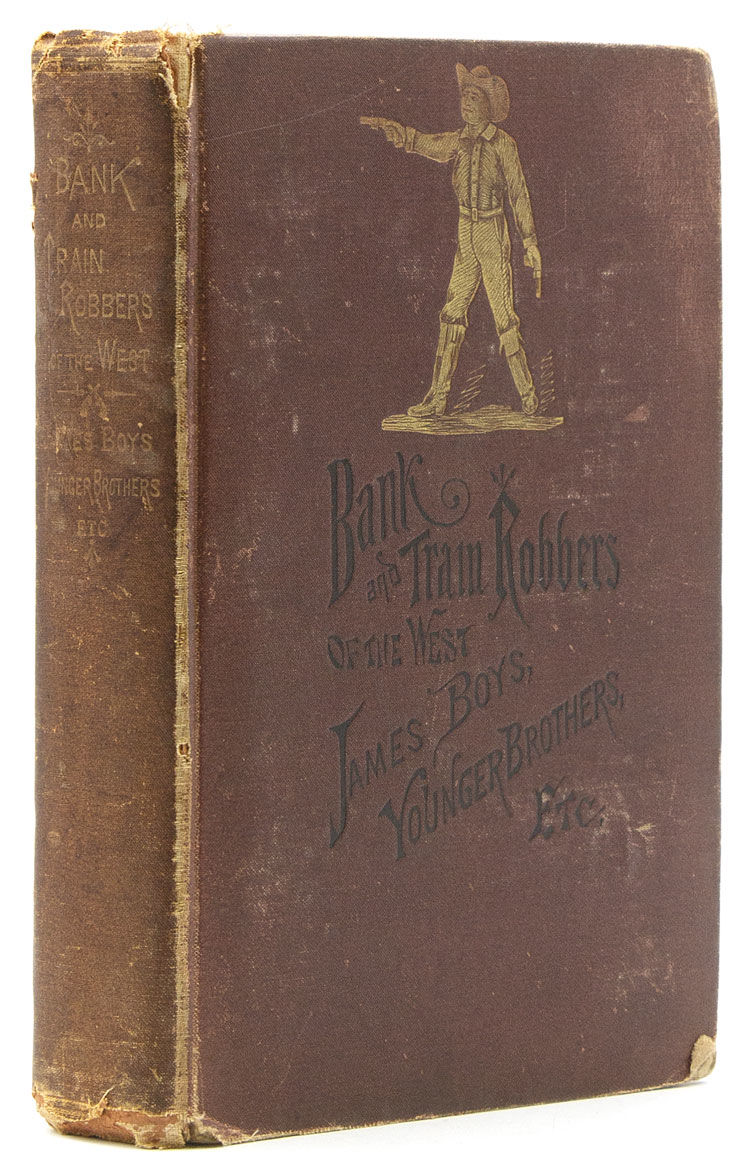 BANK
AND
TRAIN
ROBBERS
OF THE WEST
JAMES BOYS
YOUNGER BROTHERS
ETC
Bank
and Train Robbers
OF THE WEST
JAMES BOYS,
YOUNGER BROTHERS,
Etc.